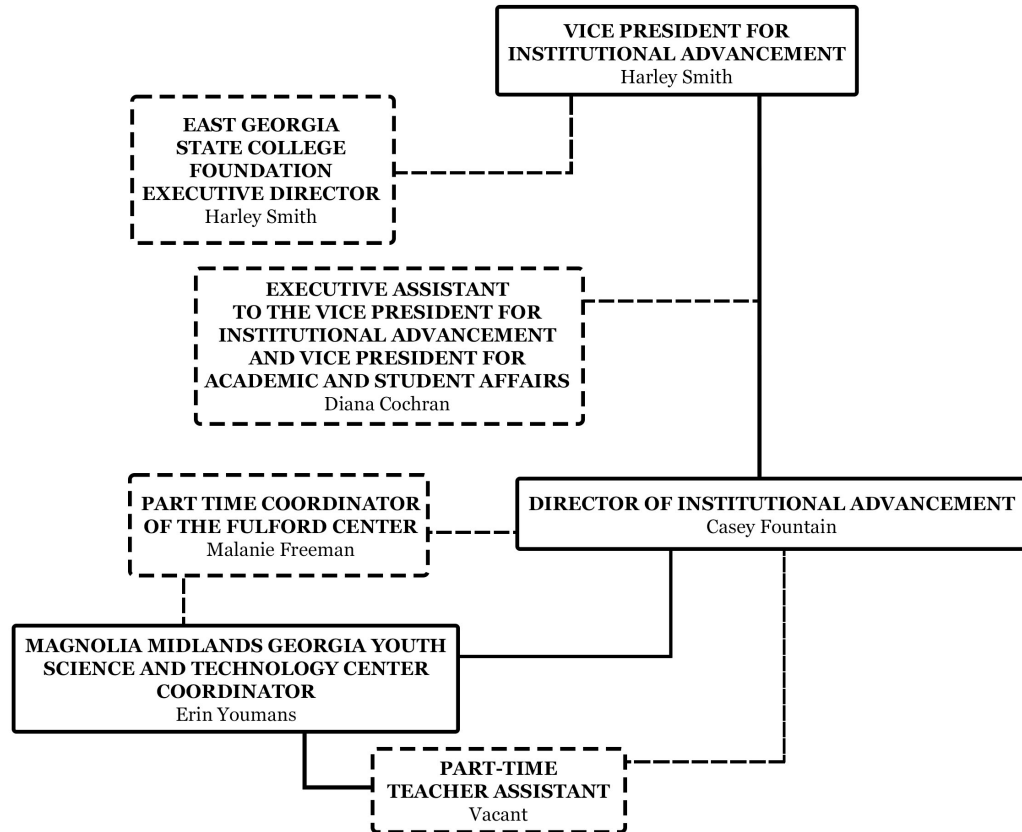 VICE PRESIDENT FOR
INSTITUTIONAL ADVANCEMENT
Harley Smith
EAST GEORGIA
STATE COLLEGE
FOUNDATION
EXECUTIVE DIRECTOR
Harley Smith
EXECUTIVE ASSISTANT
TO THE VICE PRESIDENT FOR
INSTITUTIONAL ADVANCEMENT
AND VICE PRESIDENT FOR
ACADEMIC AND STUDENT AFFAIRS
Diana Cochran
PART TIME COORDINATOR
OF THE FULFORD CENTER
Malanie Freeman
DIRECTOR OF INSTITUTIONAL ADVANCEMENT
Casey Fountain
MAGNOLIA MIDLANDS GEORGIA YOUTH
SCIENCE AND TECHNOLOGY CENTER
COORDINATOR
Erin Youmans
PART-TIME
TEACHER ASSISTANT
Vacant